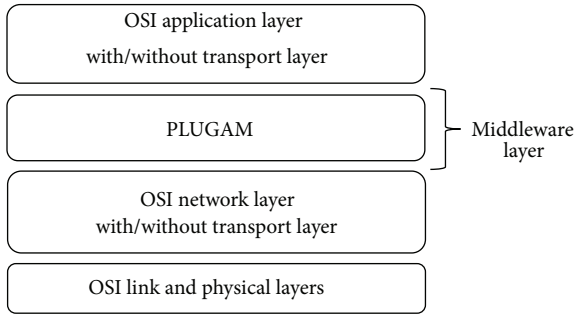 OSI application layer
with/without transport layer
PLUGAM
Middleware
layer
OSI network layer
with/without transport layer
OSI link and physical layers